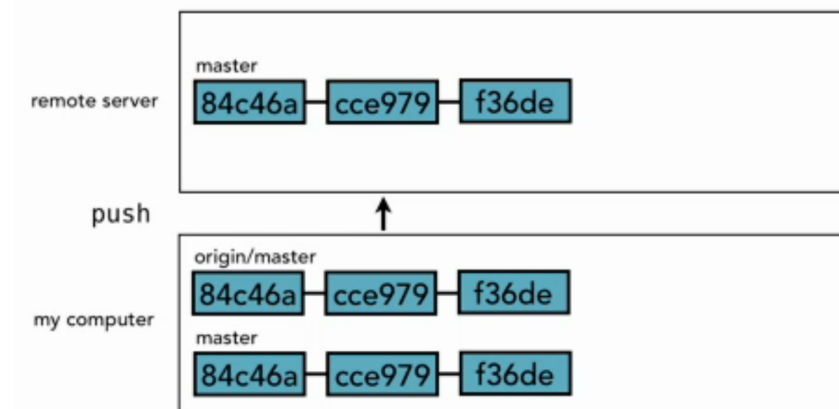 master
remote server
84c46a cce979 f36de
push
origin/master
84c46a cce979 f36de
my computer
master
84c46a cce979 f36de